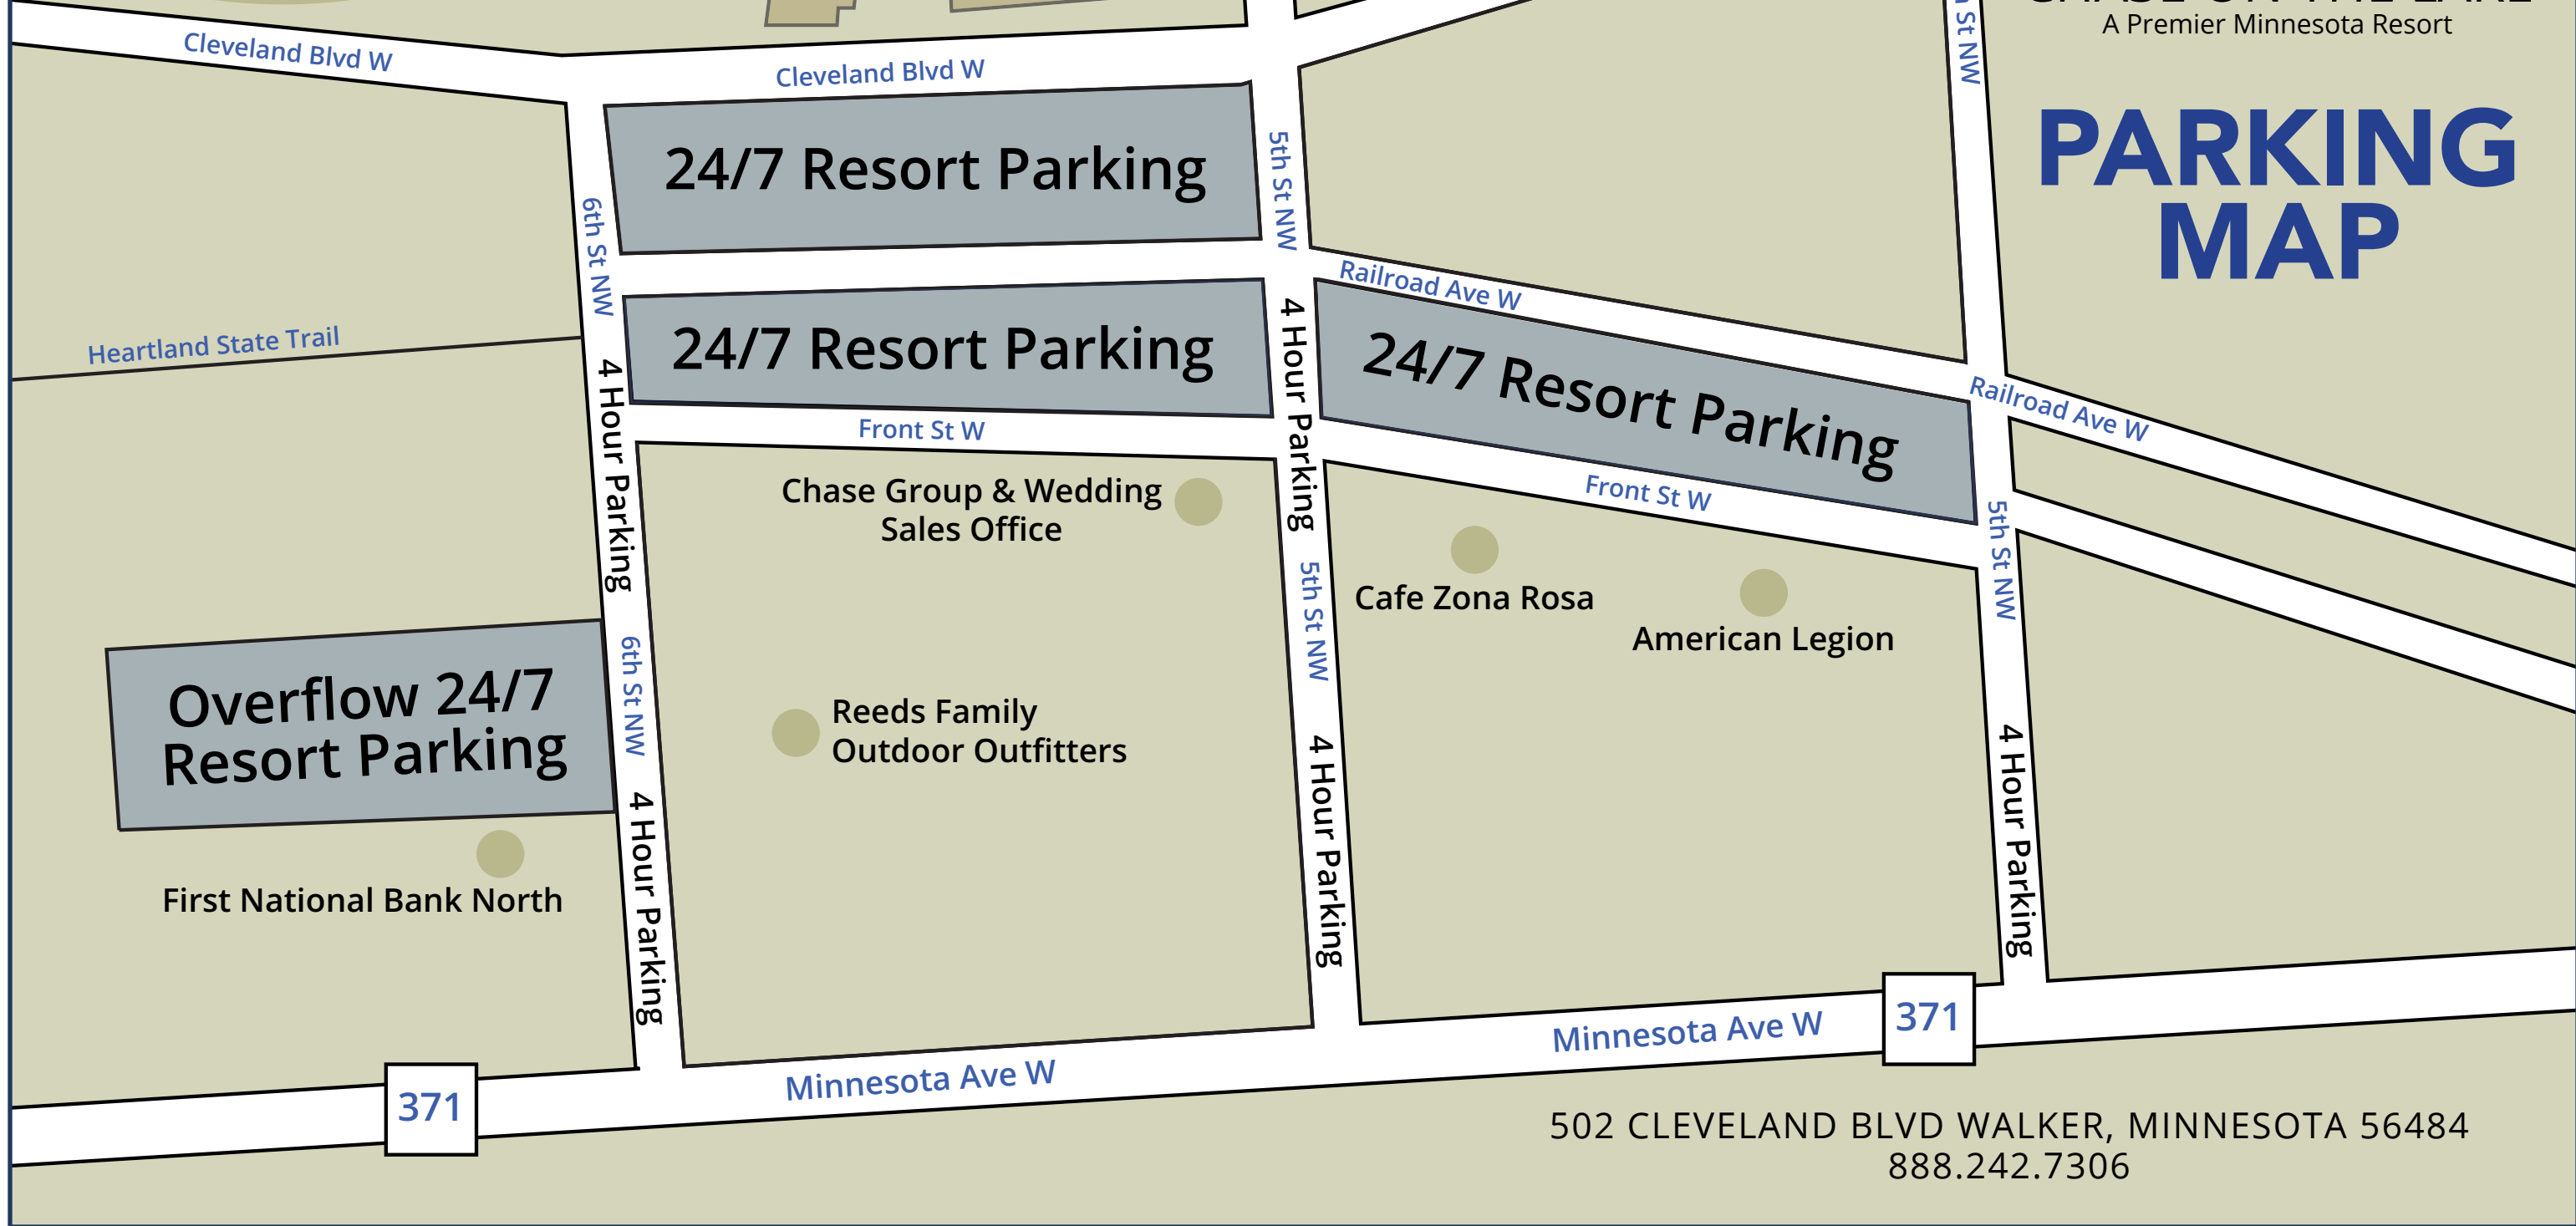 A Premier Minnesota Resort
PARKING
MAP
Cleveland Blvd W
Cleveland Blvd W
St NW
24/7 Resort Parking
5th St NW
6th St NW
Railroad Ave W
24/7 Resort Parking
4 Hour Parking
24/7 Resort Parking
Heartland State Trail
4 Hour Parking
Railroad Ave W
Front St W
Front St W
Chase Group & Wedding
Sales Office
5th St NW
5th St NW
Cafe Zona Rosa
American Legion
Overflow 24/7
Resort Parking
6th St NW
Reeds Family
Outdoor Outfitters
4 Hour Parking
4 Hour Parking
4 Hour Parking
First National Bank North
371
Minnesota Ave W
Minnesota Ave W
371
502 CLEVELAND BLVD WALKER, MINNESOTA 56484
888.242.7306